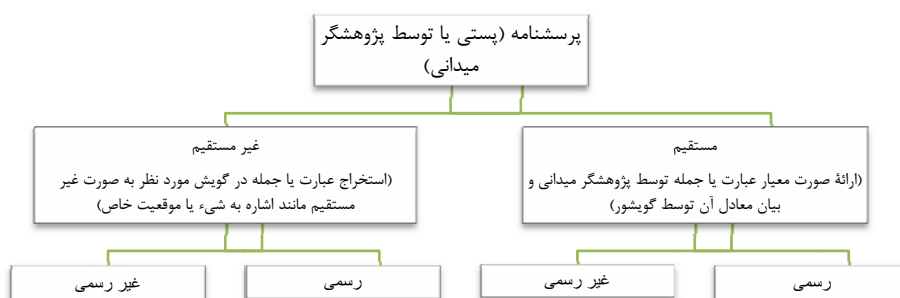 پرسشنامه (پستی یا توسط پژوهشگر
میدانی)
مستقیم
(ارائهٔ صورت معیار عبارت یا جمله توسط پژوهشگر میدانی و
بیان معادل آن توسط گویشور)
غیر مستقیم
(استخراج عبارت یا جمله در گویش مورد نظر به صورت غیر
مستقیم مانند اشاره به شیء یا موقعیت خاص)
رسمی
غیر رسمی
رسمی
غیر رسمی